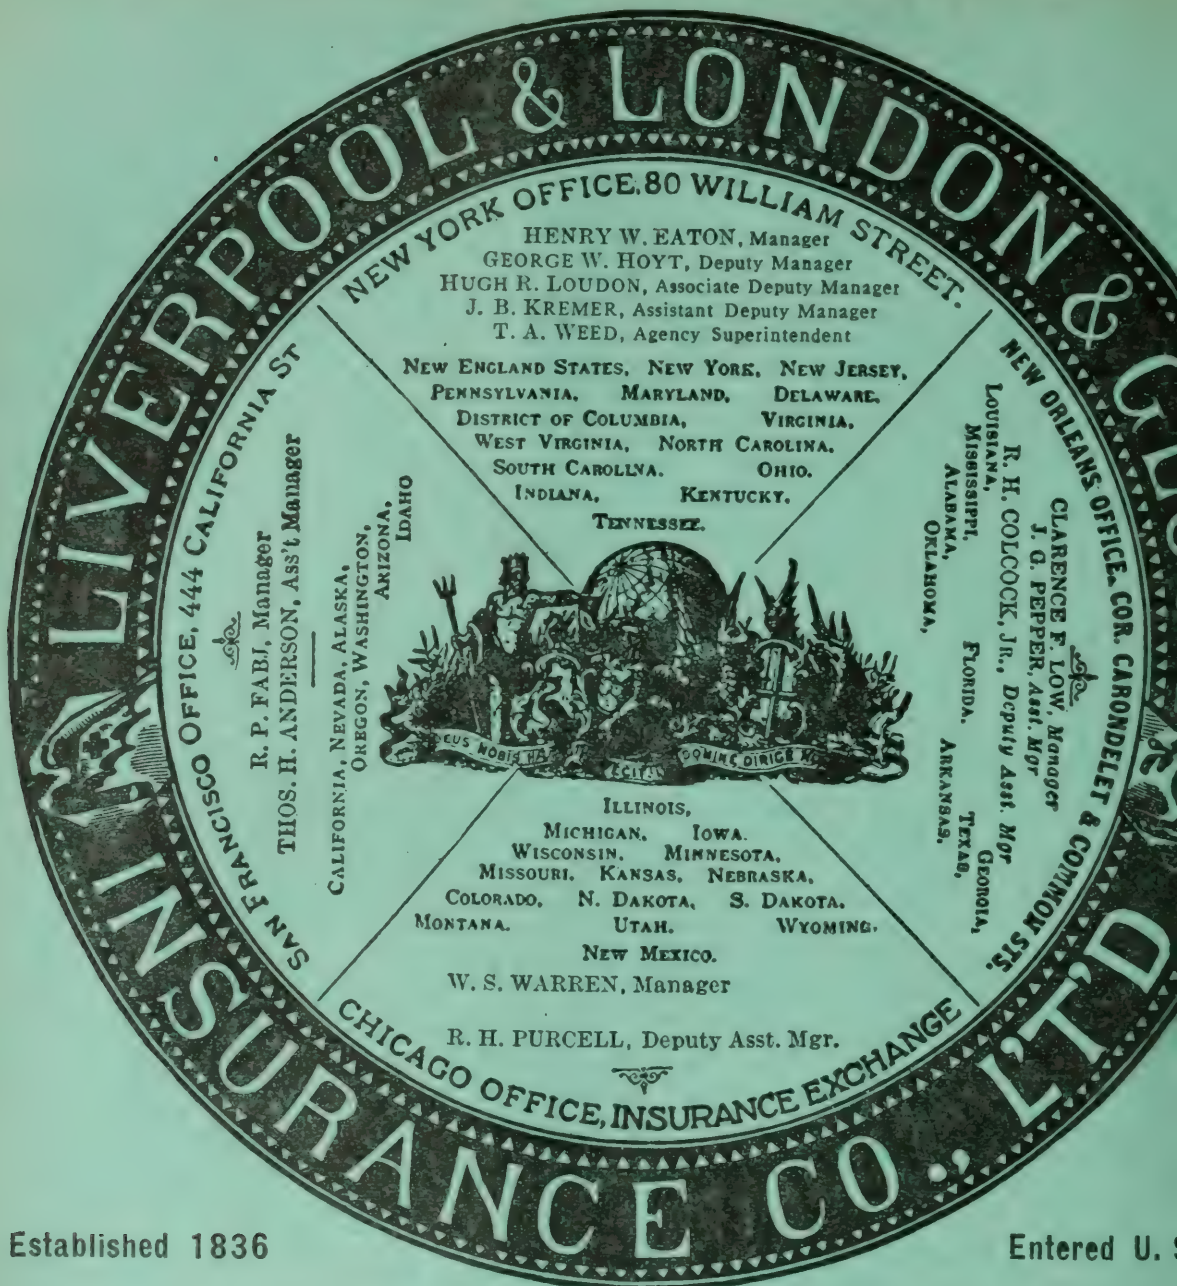 LIVERPOOL & LONDON &
INSURANCE CO., L'T'D
NEW YORK OFFICE. 80 WILLIAM STREET.
HENRY W. EATON, Manager
GEORGE W. HOYT, Deputy Manager
HUGH R. LOUDON, Associate Deputy Manager
J. B. KREMER, Assistant Deputy Manager
T. A. WEED, Agency Superintendent
NEW ENGLAND STATES, NEW YORK, NEW JERSEY,
PENNSYLVANIA, MARYLAND, DELAWARE,
DISTRICT OF COLUMBIA, VIRGINIA,
WEST VIRGINIA, NORTH CAROLINA.
SOUTH CAROLINA. OHIO.
INDIANA, KENTUCKY,
TENNESSEE.
SAN FRANCISCO OFFICE, 444 CALIFORNIA ST
R. P. FABJ, Manager
THOS. H. ANDERSON, Ass't Manager
CALIFORNIA, NEVADA, ALASKA,
OREGON, WASHINGTON,
ARIZONA,
IDAHO
NEW ORLEANS OFFICE. COR. CARONDELET & COMMON STS.
CLARENCE F. LOW, Manager
J. G. PEPPER, Asst. Mgr
R. H. COLCOCK, JR., Deputy Asst. Mgr
LOUISIANA, GEORGIA,
MISSISSIPPI, FLORIDA. TEXAS,
ALABAMA, ARKANSAS,
OKLAHOMA,
DOMINE DIRIGE
ILLINOIS,
MICHIGAN, IOWA.
WISCONSIN. MINNESOTA,
MISSOURI. KANSAS, NEBRASKA,
COLORADO, N. DAKOTA, S. DAKOTA.
MONTANA. UTAH. WYOMING.
NEW MEXICO.
W. S. WARREN, Manager
R. H. PURCELL, Deputy Asst. Mgr.
CHICAGO OFFICE, INSURANCE EXCHANGE
Established 1836
Entered U.